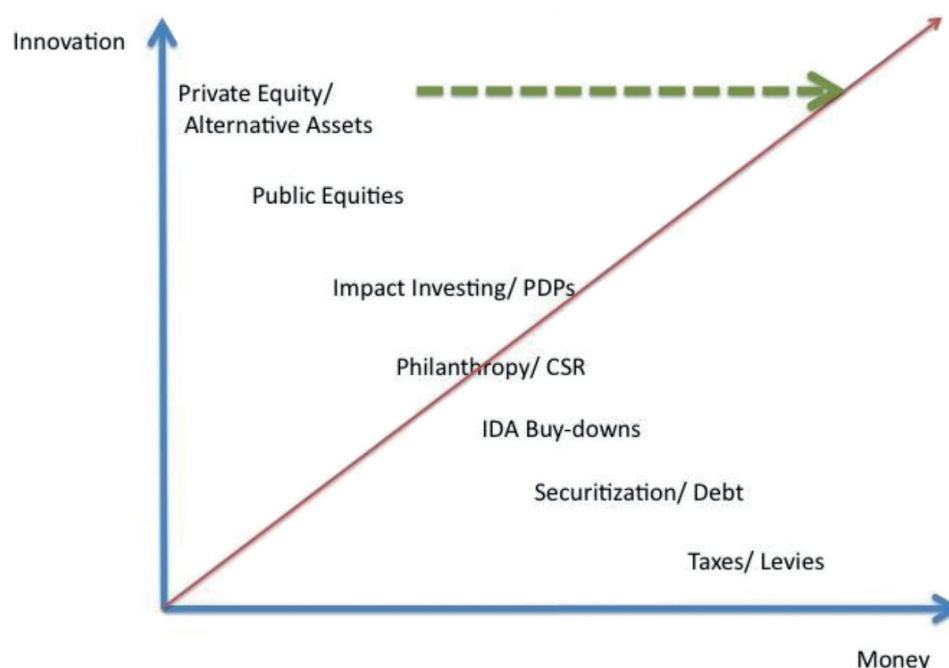 Innovation
Private Equity/
Alternative Assets
Public Equities
Impact Investing/ PDPs
Philanthropy/ CSR
IDA Buy-downs
Securitization/ Debt
Taxes/ Levies
Money